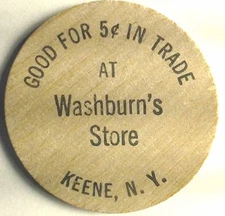 GOOD FOR 5¢ IN TRADE
AT
Washburn's
Store
KEENE, N. Y.